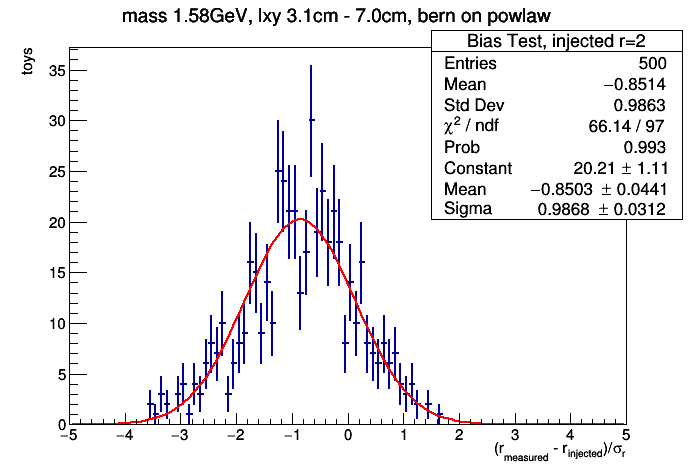 mass 1.58GeV, lxy 3.1cm - 7.0cm, bern on powlaw
Bias Test, injected r=2
Entries 500
Mean −0.8514
Std Dev 0.9863
χ² / ndf 66.14 / 97
Prob 0.993
Constant 20.21 ± 1.11
Mean −0.8503 ± 0.0441
Sigma 0.9868 ± 0.0312
toys
35
30
25
20
15
10
5
0
−5 −4 −3 −2 −1 0 1 2 3 4 5
(r_measured - r_injected)/σ_r